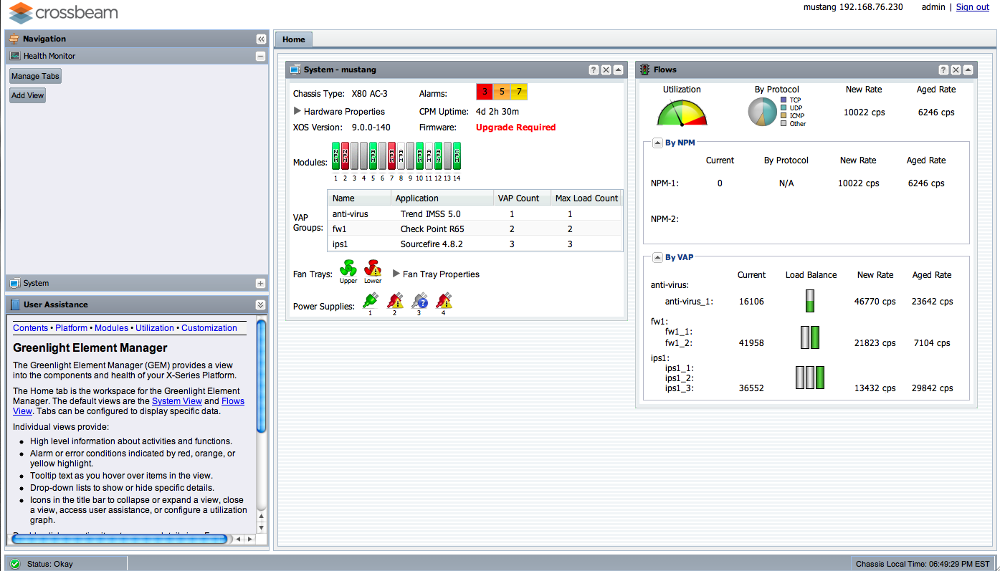 crossbeam
mustang 192.168.76.230 admin | Sign out
Navigation
Health Monitor
Manage Tabs
Add View
System
User Assistance
Contents • Platform • Modules • Utilization • Customization
Greenlight Element Manager
The Greenlight Element Manager (GEM) provides a view
into the components and health of your X-Series Platform.
The Home tab is the workspace for the Greenlight Element
Manager. The default views are the System View and Flows
View. Tabs can be configured to display specific data.
Individual views provide:
• High level information about activities and functions.
• Alarm or error conditions indicated by red, orange, or
yellow highlight.
• Tooltip text as you hover over items in the view.
• Drop-down lists to show or hide specific details.
• Icons in the title bar to collapse or expand a view, close
a view, access user assistance, or configure a utilization
graph.
Home
System - mustang
Chassis Type: X80 AC-3 Alarms: 3 5 7
Hardware Properties CPM Uptime: 4d 2h 30m
XOS Version: 9.0.0-140 Firmware: Upgrade Required
Modules: NPM NPM APM APM APM APM APM APM CPM
1 2 3 4 5 6 7 8 9 10 11 12 13 14
VAP Groups:
Name Application VAP Count Max Load Count
anti-virus Trend IMSS 5.0 1 1
fw1 Check Point R65 2 2
ips1 Sourcefire 4.8.2 3 3
Fan Trays: Upper Lower Fan Tray Properties
Power Supplies: 1 2 3 4
Flows
Utilization By Protocol New Rate Aged Rate
TCP
UDP
ICMP
Other
10022 cps 6246 cps
By NPM
Current By Protocol New Rate Aged Rate
NPM-1: 0 N/A 10022 cps 6246 cps
NPM-2:
By VAP
Current Load Balance New Rate Aged Rate
anti-virus:
anti-virus_1: 16106 46770 cps 23642 cps
fw1:
fw1_1:
fw1_2: 41958 21823 cps 7104 cps
ips1:
ips1_1:
ips1_2:
ips1_3: 36552 13432 cps 29842 cps
Status: Okay
Chassis Local Time: 06:49:29 PM EST